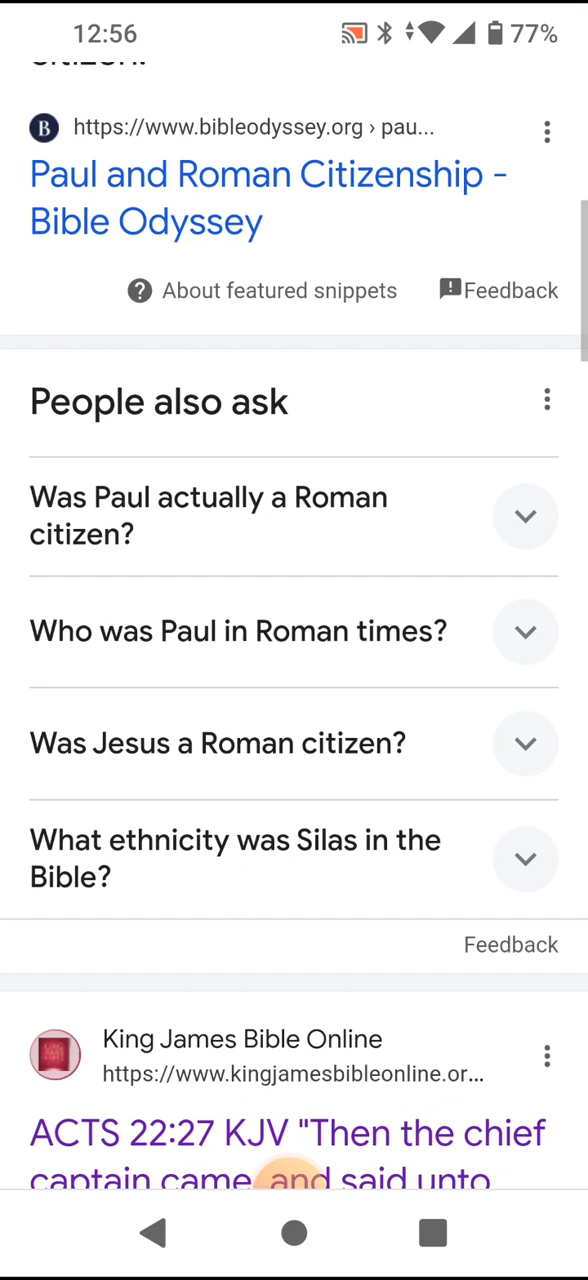 12:56
77%
citizen.
B
https://www.bibleodyssey.org › pau...
Paul and Roman Citizenship -
Bible Odyssey
About featured snippets
Feedback
People also ask
Was Paul actually a Roman
citizen?
Who was Paul in Roman times?
Was Jesus a Roman citizen?
What ethnicity was Silas in the
Bible?
Feedback
King James Bible Online
https://www.kingjamesbibleonline.or...
ACTS 22:27 KJV "Then the chief
captain came, and said unto